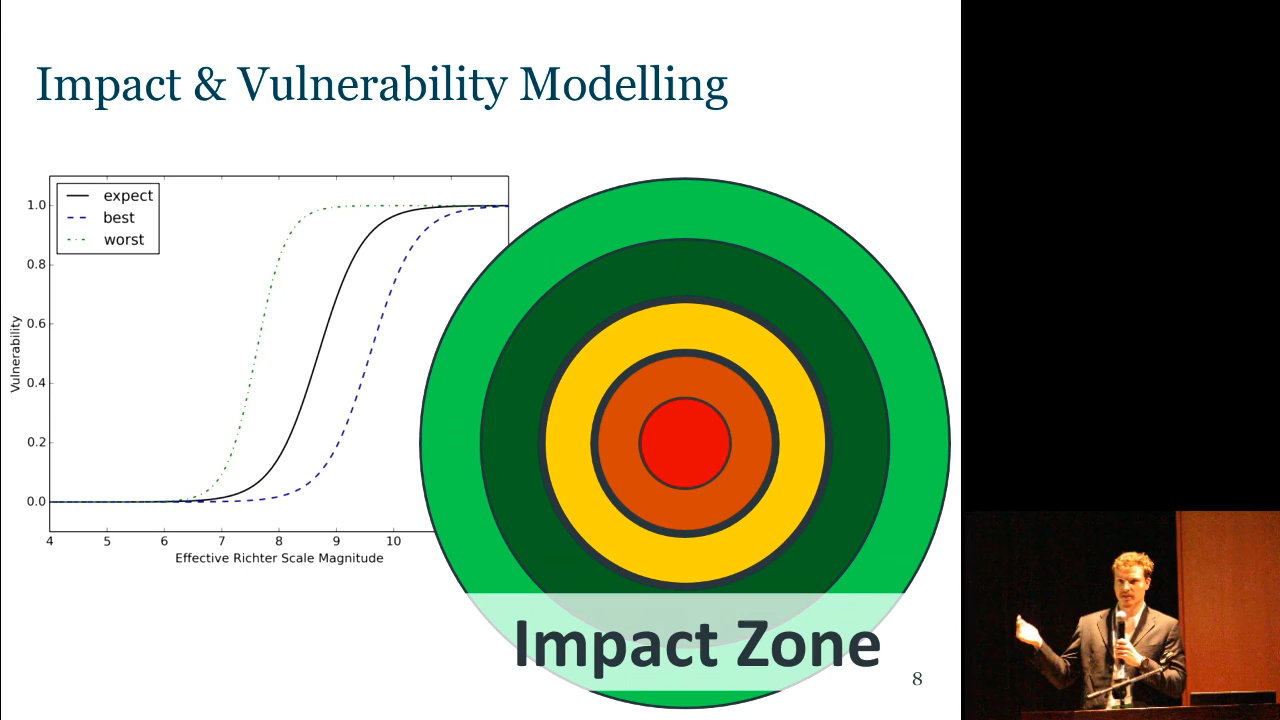 Impact & Vulnerability Modelling
expect
best
worst
1.0
0.8
0.6
0.4
0.2
0.0
Vulnerability
4 5 6 7 8 9 10
Effective Richter Scale Magnitude
Impact Zone
8